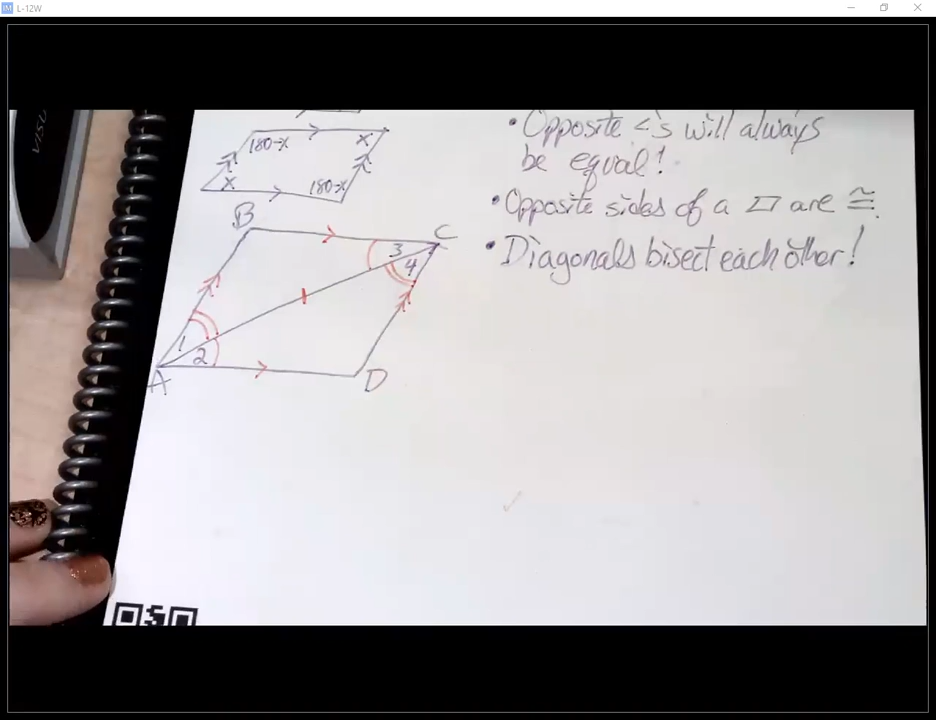 L-12W
VISU
• Opposite <'s will always
be equal!
• Opposite sides of a ▱ are ≅.
• Diagonals bisect each other!
180-x
x
x
180-x
B
C
3
4
1
2
A
D